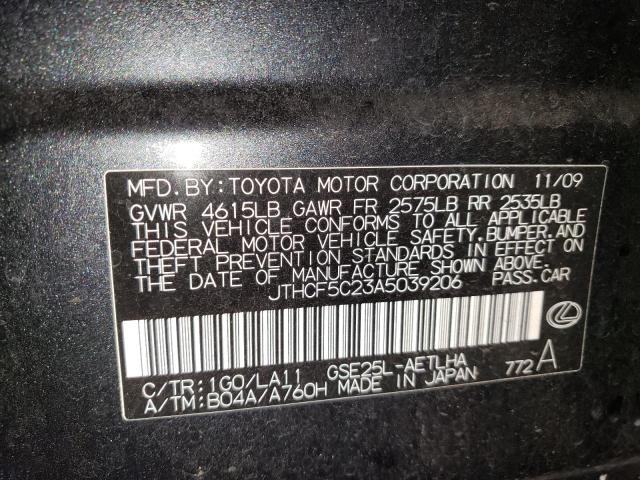 MFD. BY: TOYOTA MOTOR CORPORATION 11/09
GVWR 4615LB GAWR FR 2575LB RR 2535LB
THIS VEHICLE CONFORMS TO ALL APPLICABLE
FEDERAL MOTOR VEHICLE SAFETY, BUMPER, AND
THEFT PREVENTION STANDARDS IN EFFECT ON
THE DATE OF MANUFACTURE SHOWN ABOVE.
JTHCF5C23A5039206 PASS. CAR
C/TR: 1G0/LA11 GSE25L-AETLHA
A/TM: B04A/A760H MADE IN JAPAN 772 A